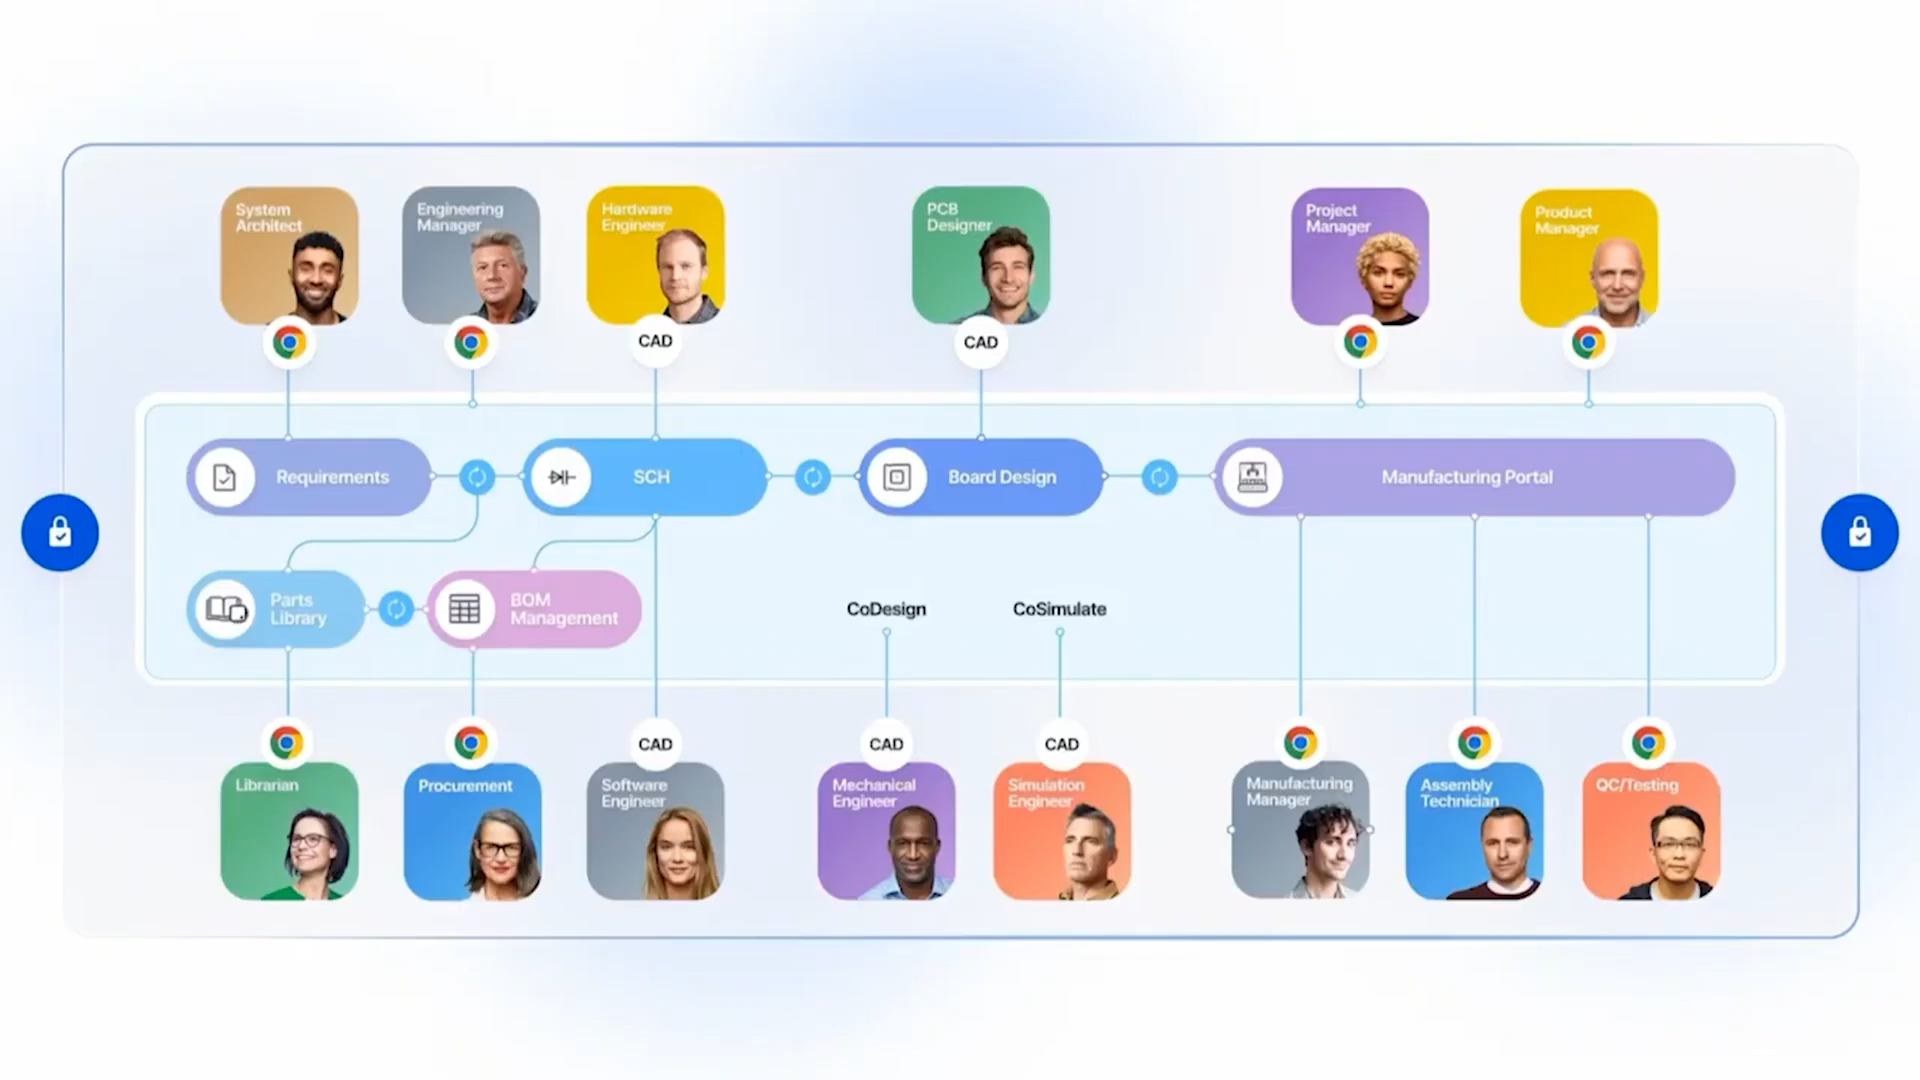 System
Architect
Engineering
Manager
Hardware
Engineer
PCB
Designer
Project
Manager
Product
Manager
CAD
CAD
Requirements
SCH
Board Design
Manufacturing Portal
Parts
Library
BOM
Management
CoDesign
CoSimulate
CAD
CAD
CAD
Librarian
Procurement
Software
Engineer
Mechanical
Engineer
Simulation
Engineer
Manufacturing
Manager
Assembly
Technician
QC/Testing